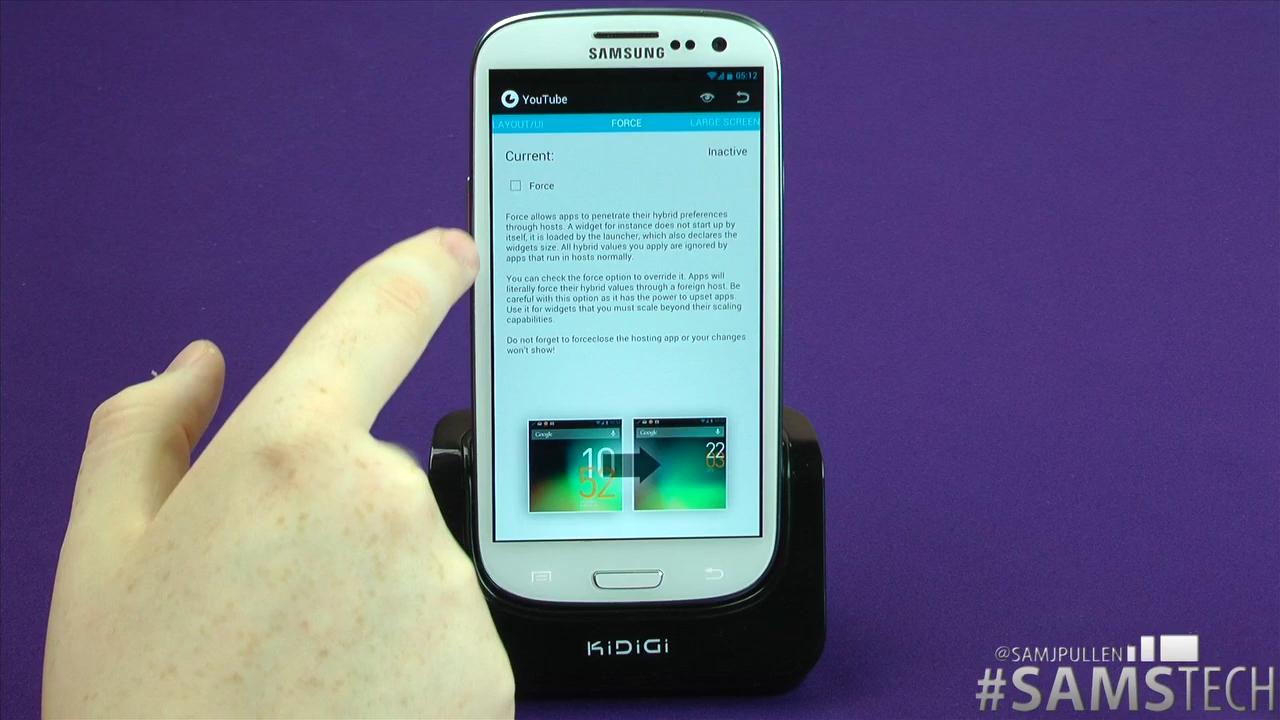 SAMSUNG
05:12
YouTube
LAYOUT/UI FORCE LARGE SCREEN
Current: Inactive
Force
Force allows apps to penetrate their hybrid preferences
through hosts. A widget for instance does not start up by
itself, it is loaded by the launcher, which also declares the
widgets size. All hybrid values you apply are ignored by
apps that run in hosts normally.
You can check the force option to override it. Apps will
literally force their hybrid values through a foreign host. Be
careful with this option as it has the power to upset apps.
Use it for widgets that you must scale beyond their scaling
capabilities.
Do not forget to forceclose the hosting app or your changes
won't show!
Google Google
10 22
52 03
KiDiGi
@SAMJPULLEN
#SAMSTECH